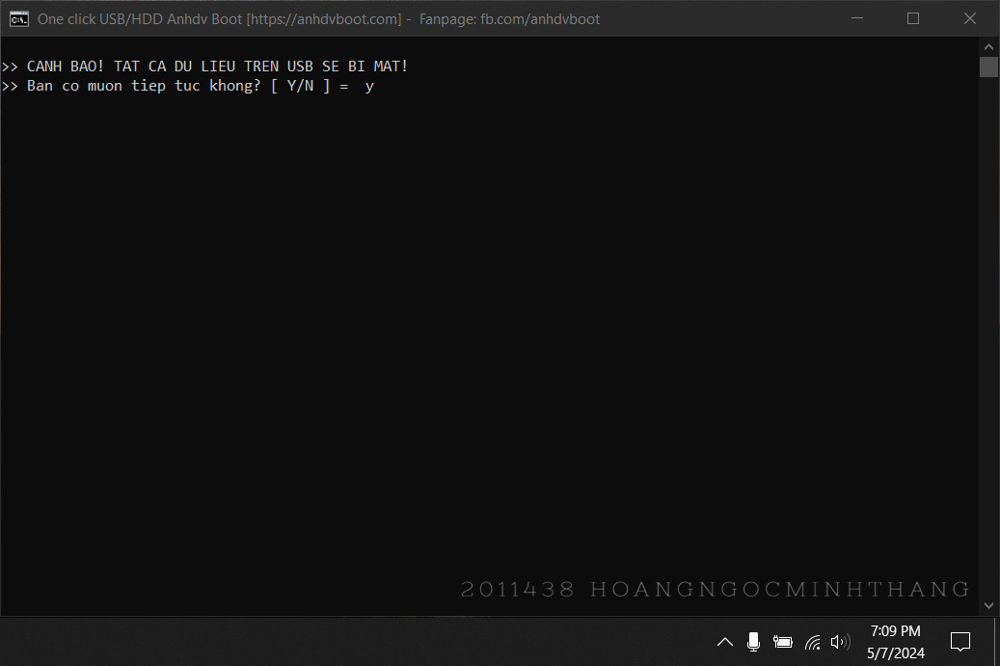 One click USB/HDD Anhdv Boot [https://anhdvboot.com] -  Fanpage: fb.com/anhdvboot
>> CANH BAO! TAT CA DU LIEU TREN USB SE BI MAT!
>> Ban co muon tiep tuc khong? [ Y/N ] =  y
2011438 HOANGNGOCMINHTHANG
7:09 PM
5/7/2024